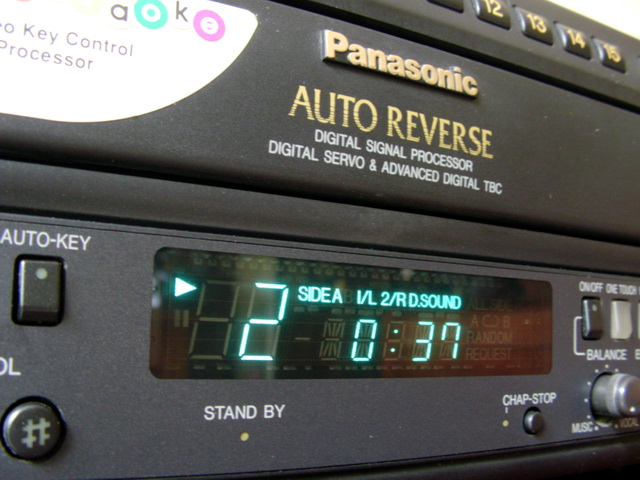 aoke
eo Key Control
Processor
12 13 14 15
Panasonic
AUTO REVERSE
DIGITAL SIGNAL PROCESSOR
DIGITAL SERVO & ADVANCED DIGITAL TBC
AUTO-KEY
SIDE A 1/L 2/R D.SOUND
2 0:37
A B
RANDOM
REQUEST
ON/OFF ONE TOUCH
BALANCE
OL
#
STAND BY
CHAP-STOP
MUSIC VOCAL